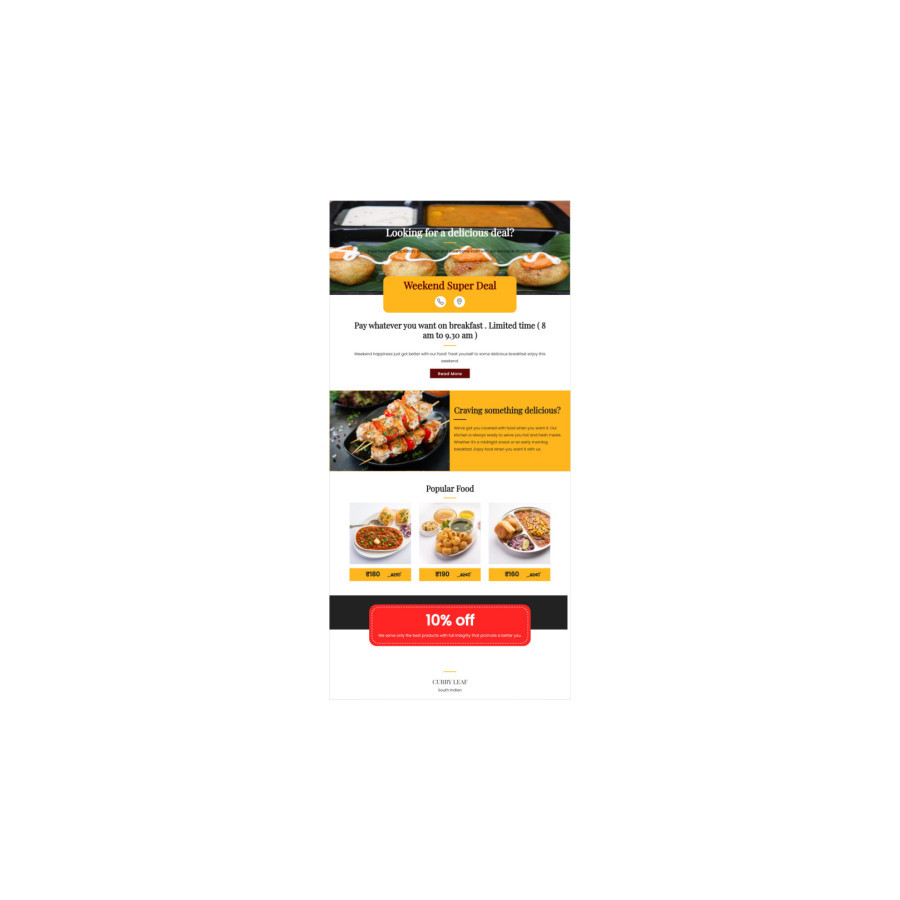 Looking for a delicious deal?
Weekend Super Deal
Pay whatever you want on breakfast . Limited time ( 8
am to 9.30 am )
Weekend happiness just got better with our food! Treat yourself to some delicious breakfast enjoy this
weekend
Read More
Craving something delicious?
We've got you covered with food when you want it. Our
kitchen is always ready to serve you hot and fresh meals.
Whether it's a midnight snack or an early morning
breakfast. Enjoy food when you want it with us.
Popular Food
₹180
₹190
₹160
10% off
We serve only the best products with full integrity that promote a better you.
CURRY LEAF
South Indian